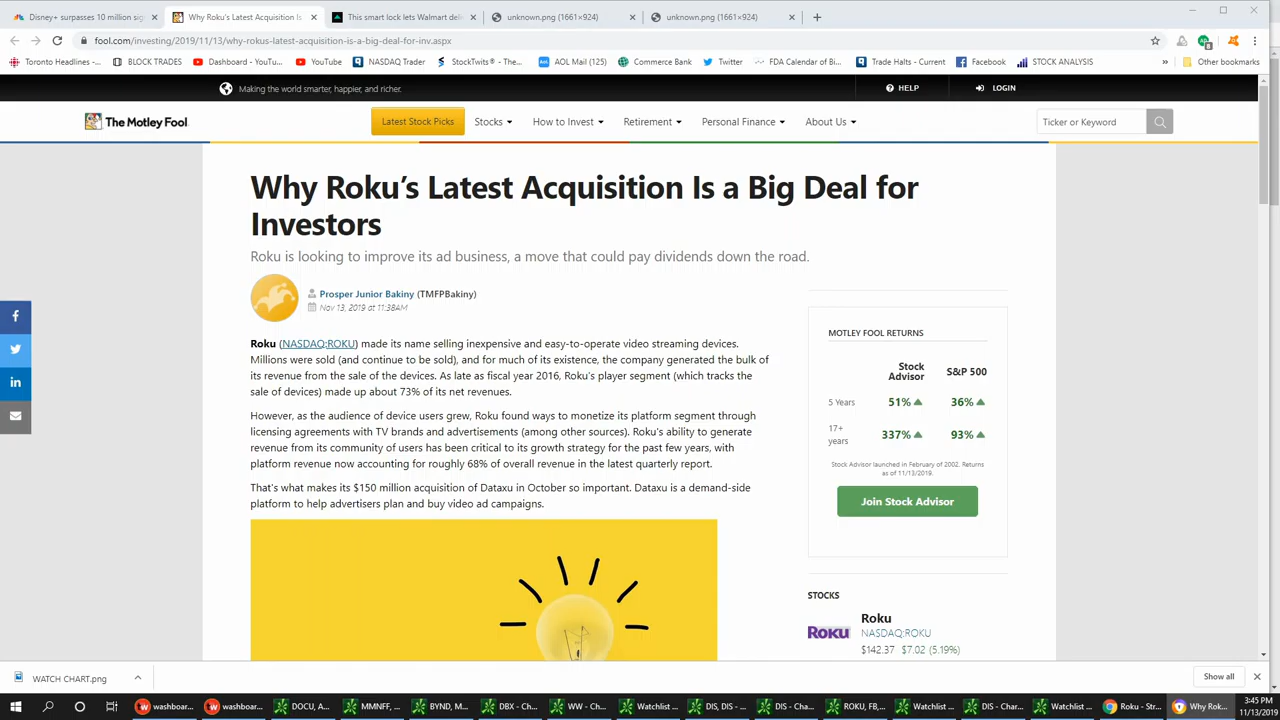 Disney+ surpasses 10 million sig
Why Roku's Latest Acquisition Is
This smart lock lets Walmart deli
unknown.png (1661×924)
unknown.png (1661×924)
fool.com/investing/2019/11/13/why-rokus-latest-acquisition-is-a-big-deal-for-inv.aspx
Toronto Headlines -...
BLOCK TRADES
Dashboard - YouTu...
YouTube
NASDAQ Trader
StockTwits® - The...
AOL Mail (125)
Commerce Bank
Twitter
FDA Calendar of Bi...
Trade Halts - Current
Facebook
STOCK ANALYSIS
»
Other bookmarks
Making the world smarter, happier, and richer.
HELP
LOGIN
The Motley Fool
Latest Stock Picks
Stocks
How to Invest
Retirement
Personal Finance
About Us
Ticker or Keyword
Why Roku's Latest Acquisition Is a Big Deal for
Investors
Roku is looking to improve its ad business, a move that could pay dividends down the road.
Prosper Junior Bakiny (TMFPBakiny)
Nov 13, 2019 at 11:38AM
Roku (NASDAQ:ROKU) made its name selling inexpensive and easy-to-operate video streaming devices.
Millions were sold (and continue to be sold), and for much of its existence, the company generated the bulk of
its revenue from the sale of the devices. As late as fiscal year 2016, Roku's player segment (which tracks the
sale of devices) made up about 73% of its net revenues.
However, as the audience of device users grew, Roku found ways to monetize its platform segment through
licensing agreements with TV brands and advertisements (among other sources). Roku's ability to generate
revenue from its community of users has been critical to its growth strategy for the past few years, with
platform revenue now accounting for roughly 68% of overall revenue in the latest quarterly report.
That's what makes its $150 million acquisition of Dataxu in October so important. Dataxu is a demand-side
platform to help advertisers plan and buy video ad campaigns.
MOTLEY FOOL RETURNS
Stock
Advisor
S&P 500
5 Years
51%
36%
17+
years
337%
93%
Stock Advisor launched in February of 2002. Returns
as of 11/13/2019.
Join Stock Advisor
STOCKS
Roku
Roku
NASDAQ:ROKU
$142.37 $7.02 (5.19%)
WATCH CHART.png
Show all
washboar...
washboar...
DOCU, A...
MMNFF, ...
BYND, M...
DBX - Ch...
WW - Ch...
Watchlist ...
DIS, DIS - ...
DIS - Cha...
ROKU, FB,...
Watchlist ...
DIS - Char...
Watchlist ...
Roku - Str...
Why Rok...
3:45 PM
11/13/2019